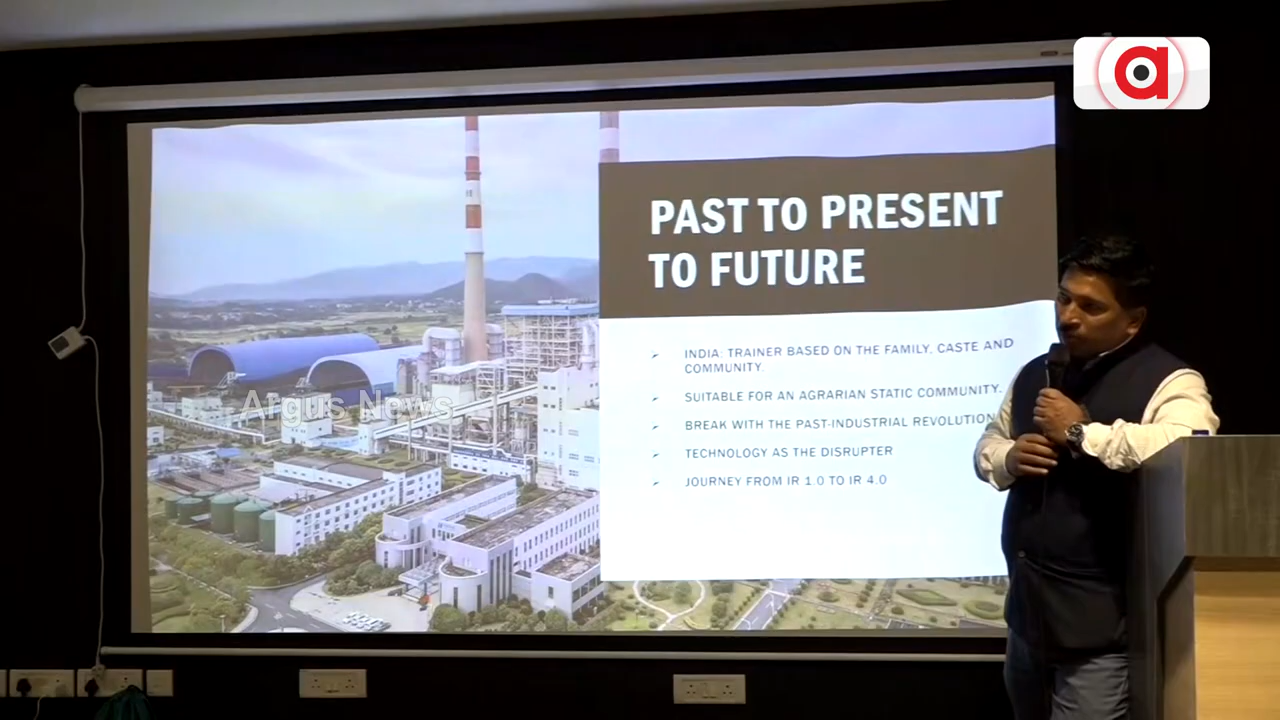 PAST TO PRESENT
TO FUTURE
INDIA: TRAINER BASED ON THE FAMILY, CASTE AND
COMMUNITY.
SUITABLE FOR AN AGRARIAN STATIC COMMUNITY.
BREAK WITH THE PAST-INDUSTRIAL REVOLUTION
TECHNOLOGY AS THE DISRUPTER
JOURNEY FROM IR 1.0 TO IR 4.0
Argus News
a